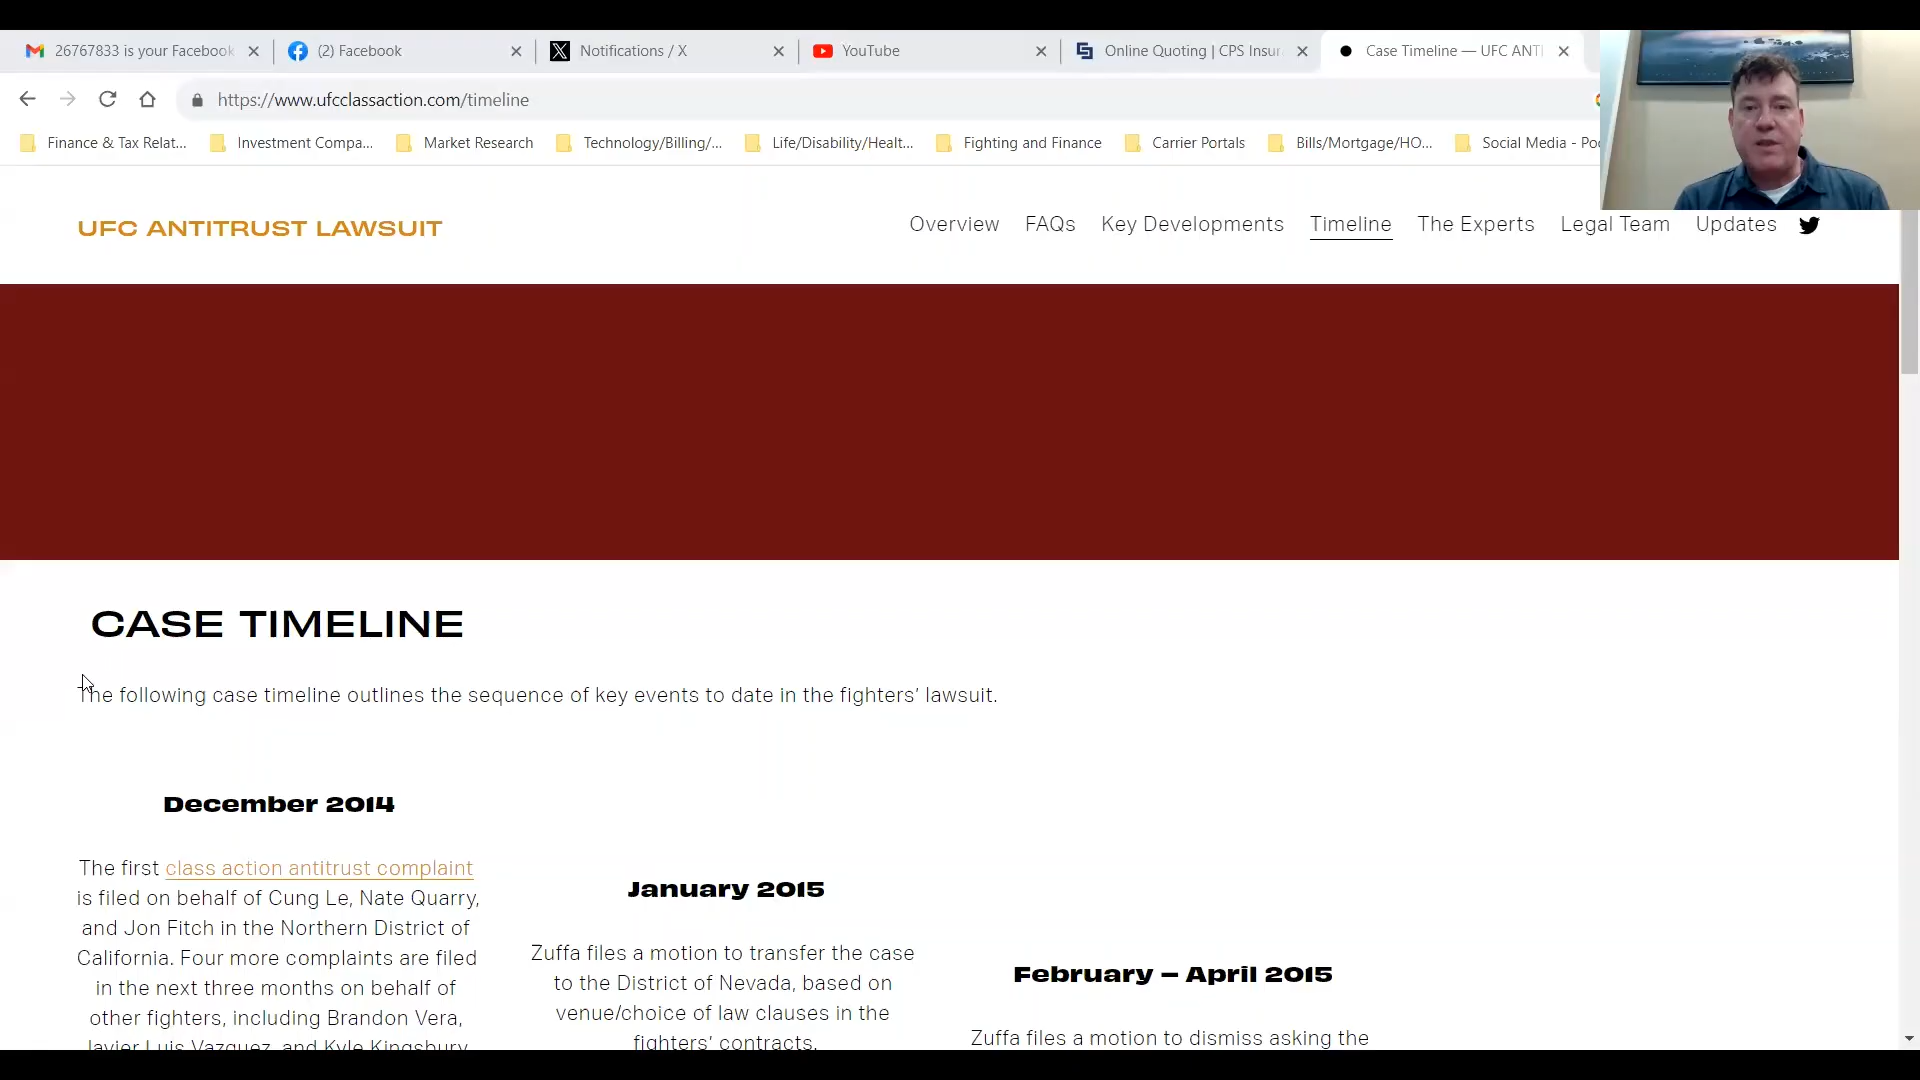 26767833 is your Facebook
(2) Facebook
Notifications / X
YouTube
Online Quoting | CPS Insur
Case Timeline — UFC ANTI
https://www.ufcclassaction.com/timeline
Finance & Tax Relat...
Investment Compa...
Market Research
Technology/Billing/...
Life/Disability/Healt...
Fighting and Finance
Carrier Portals
Bills/Mortgage/HO...
Social Media - Poc
UFC ANTITRUST LAWSUIT
Overview
FAQs
Key Developments
Timeline
The Experts
Legal Team
Updates
CASE TIMELINE
The following case timeline outlines the sequence of key events to date in the fighters’ lawsuit.
December 2014
The first class action antitrust complaint
is filed on behalf of Cung Le, Nate Quarry,
and Jon Fitch in the Northern District of
California. Four more complaints are filed
in the next three months on behalf of
other fighters, including Brandon Vera,
Javier Luis Vazquez, and Kyle Kingsbury
January 2015
Zuffa files a motion to transfer the case
to the District of Nevada, based on
venue/choice of law clauses in the
fighters’ contracts.
February – April 2015
Zuffa files a motion to dismiss asking the